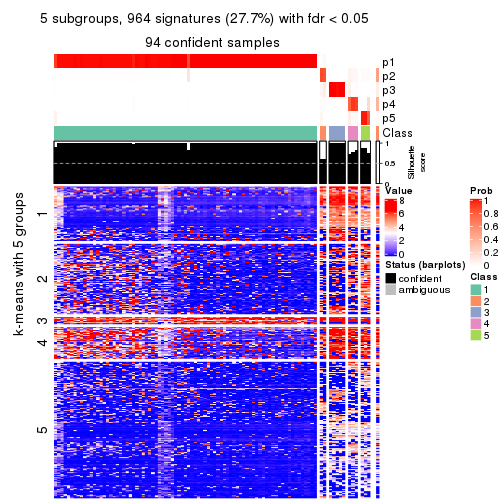 5 subgroups, 964 signatures (27.7%) with fdr < 0.05
94 confident samples
p1
p2
p3
p4
p5
Class
1
0.5
0
Silhouette
score
k-means with 5 groups
1
2
3
4
5
Value
8
6
4
2
0
Status (barplots)
confident
ambiguous
Prob
1
0.8
0.6
0.4
0.2
0
Class
1
2
3
4
5